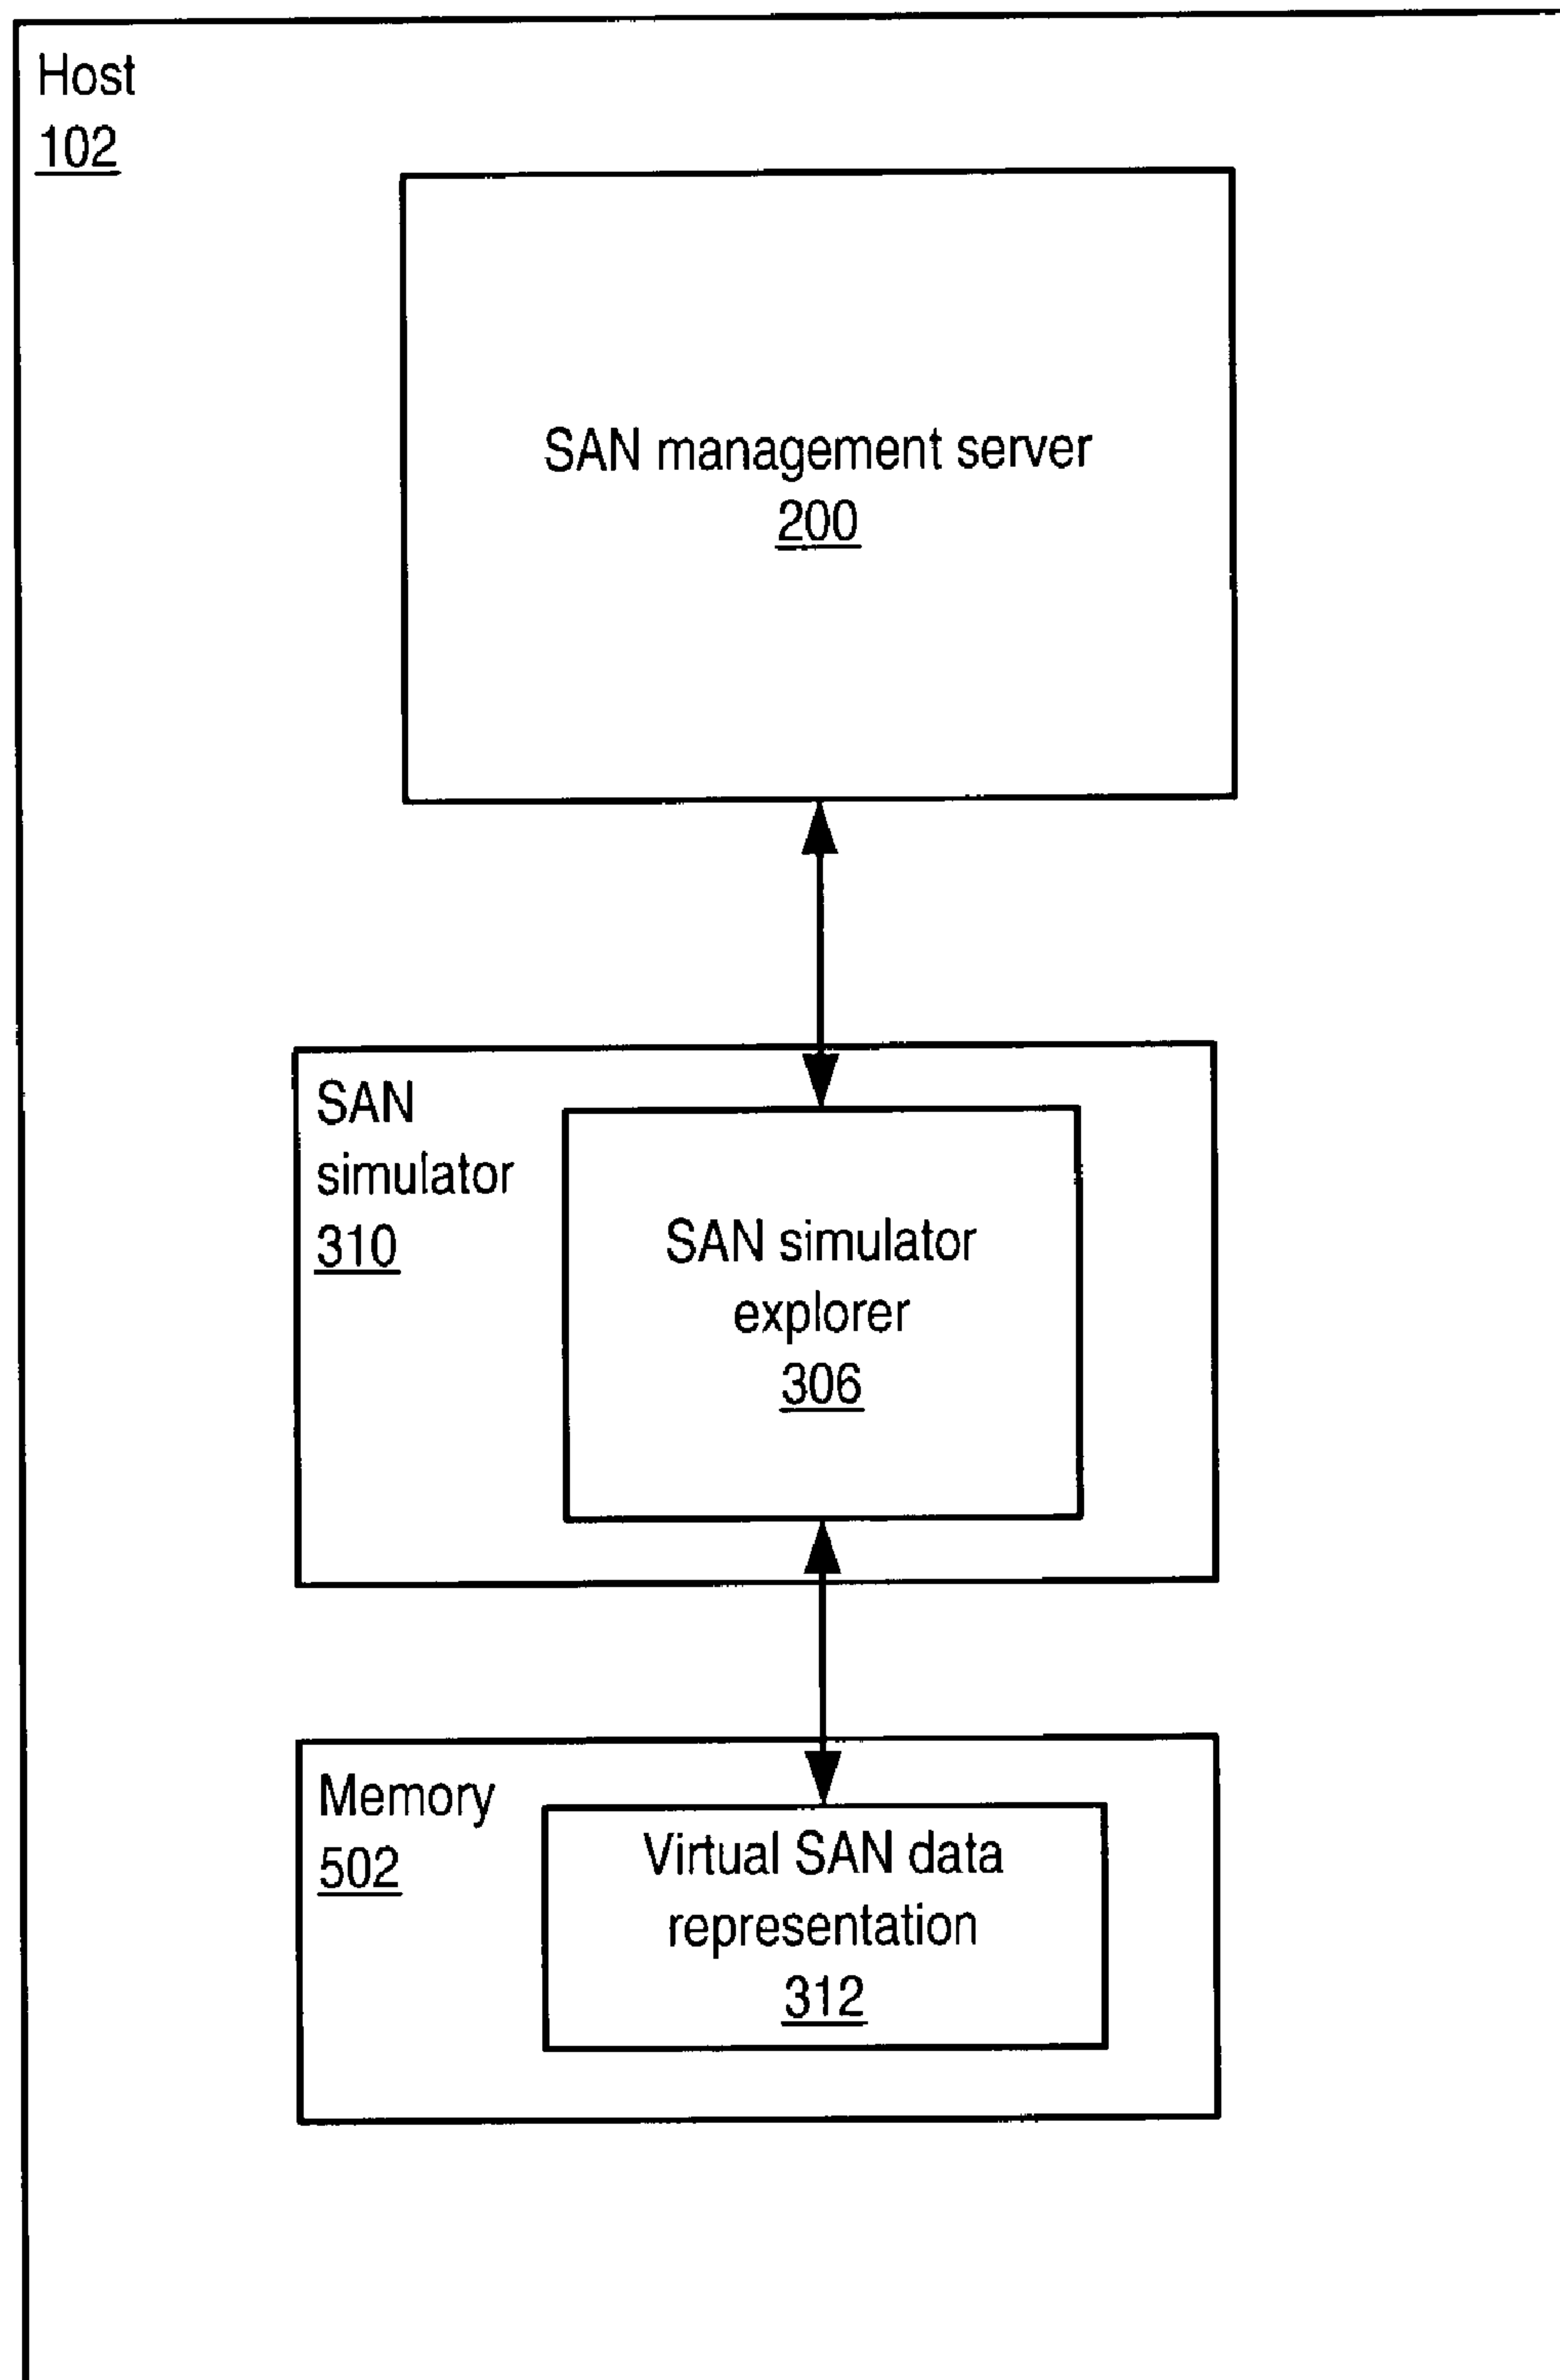 Host
102
SAN management server
200
SAN
simulator
310
SAN simulator
explorer
306
Memory
502
Virtual SAN data
representation
312